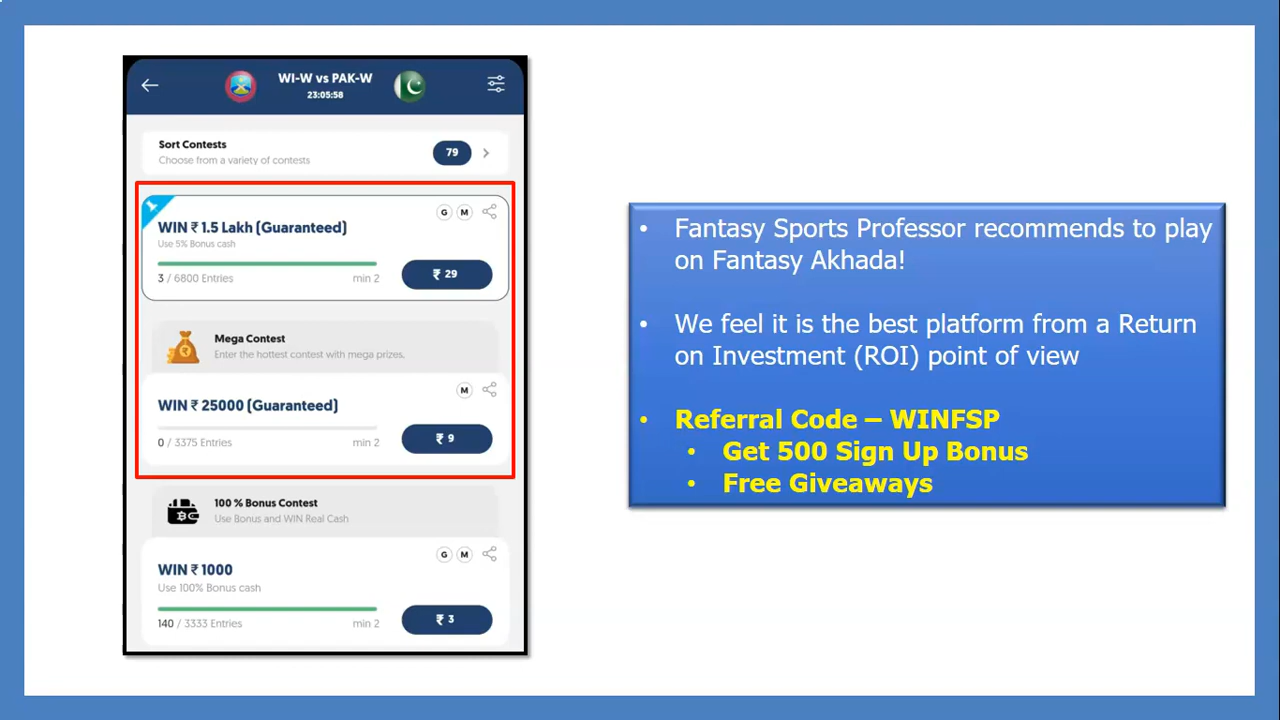 WI-W vs PAK-W
23:05:58
Sort Contests
Choose from a variety of contests
79
G M
WIN ₹ 1.5 Lakh (Guaranteed)
Use 5% Bonus cash
3 / 6800 Entries min 2
₹ 29
Mega Contest
Enter the hottest contest with mega prizes.
M
WIN ₹ 25000 (Guaranteed)
0 / 3375 Entries min 2
₹ 9
100 % Bonus Contest
Use Bonus and WIN Real Cash
G M
WIN ₹ 1000
Use 100% Bonus cash
140 / 3333 Entries min 2
₹ 3
• Fantasy Sports Professor recommends to play
on Fantasy Akhada!
• We feel it is the best platform from a Return
on Investment (ROI) point of view
• Referral Code – WINFSP
• Get 500 Sign Up Bonus
• Free Giveaways